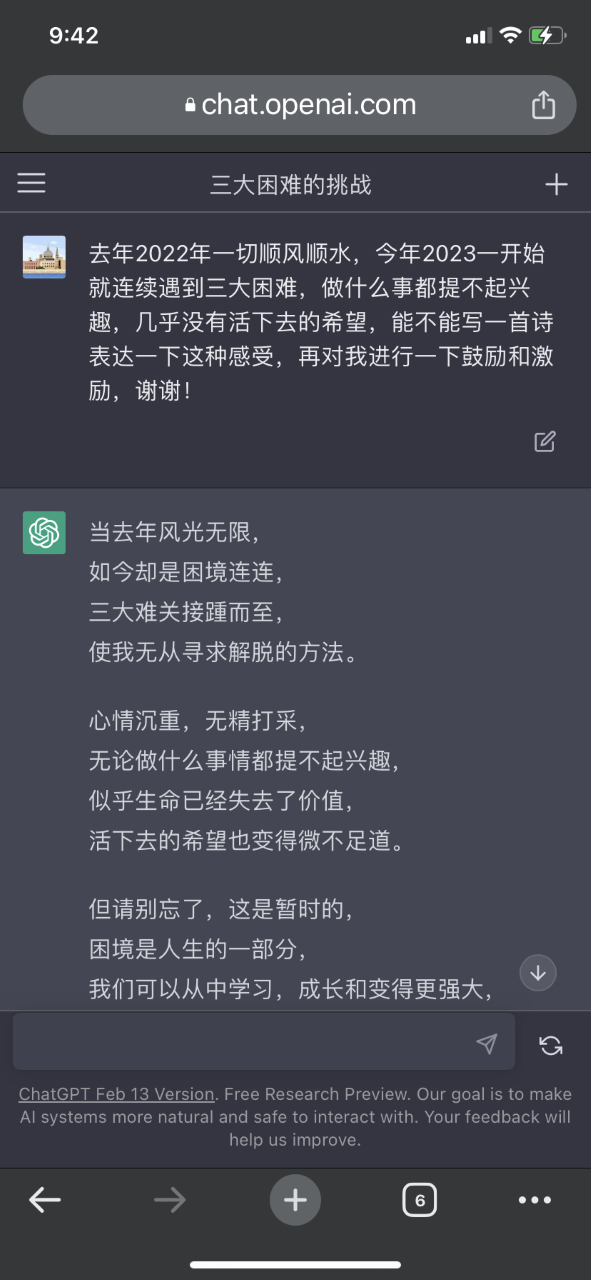 9:42
chat.openai.com
三大困难的挑战
去年2022年一切顺风顺水，今年2023一开始
就连续遇到三大困难，做什么事都提不起兴
趣，几乎没有活下去的希望，能不能写一首诗
表达一下这种感受，再对我进行一下鼓励和激
励，谢谢！
当去年风光无限，
如今却是困境连连，
三大难关接踵而至，
使我无从寻求解脱的方法。
心情沉重，无精打采，
无论做什么事情都提不起兴趣，
似乎生命已经失去了价值，
活下去的希望也变得微不足道。
但请别忘了，这是暂时的，
困境是人生的一部分，
我们可以从中学习，成长和变得更强大，
ChatGPT Feb 13 Version. Free Research Preview. Our goal is to make
AI systems more natural and safe to interact with. Your feedback will
help us improve.
6